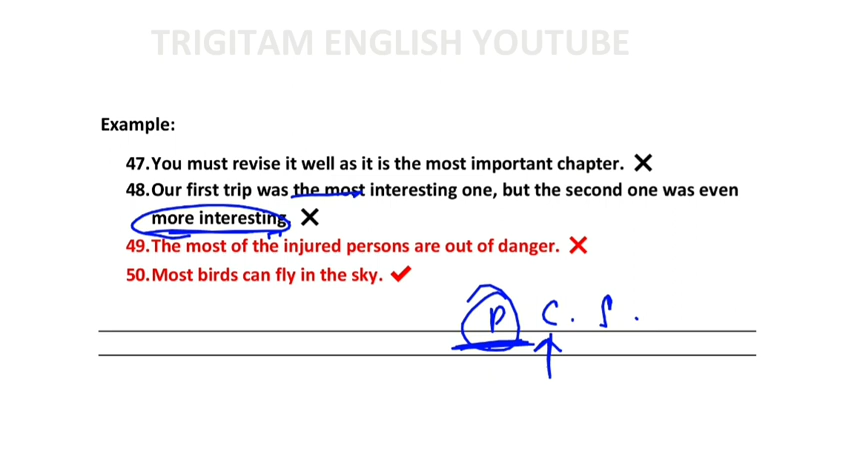 TRIGITAM ENGLISH YOUTUBE
Example:
47.You must revise it well as it is the most important chapter. ❌
48.Our first trip was the most interesting one, but the second one was even
more interesting ❌
49.The most of the injured persons are out of danger. ❌
50.Most birds can fly in the sky. ✔
P C. S.